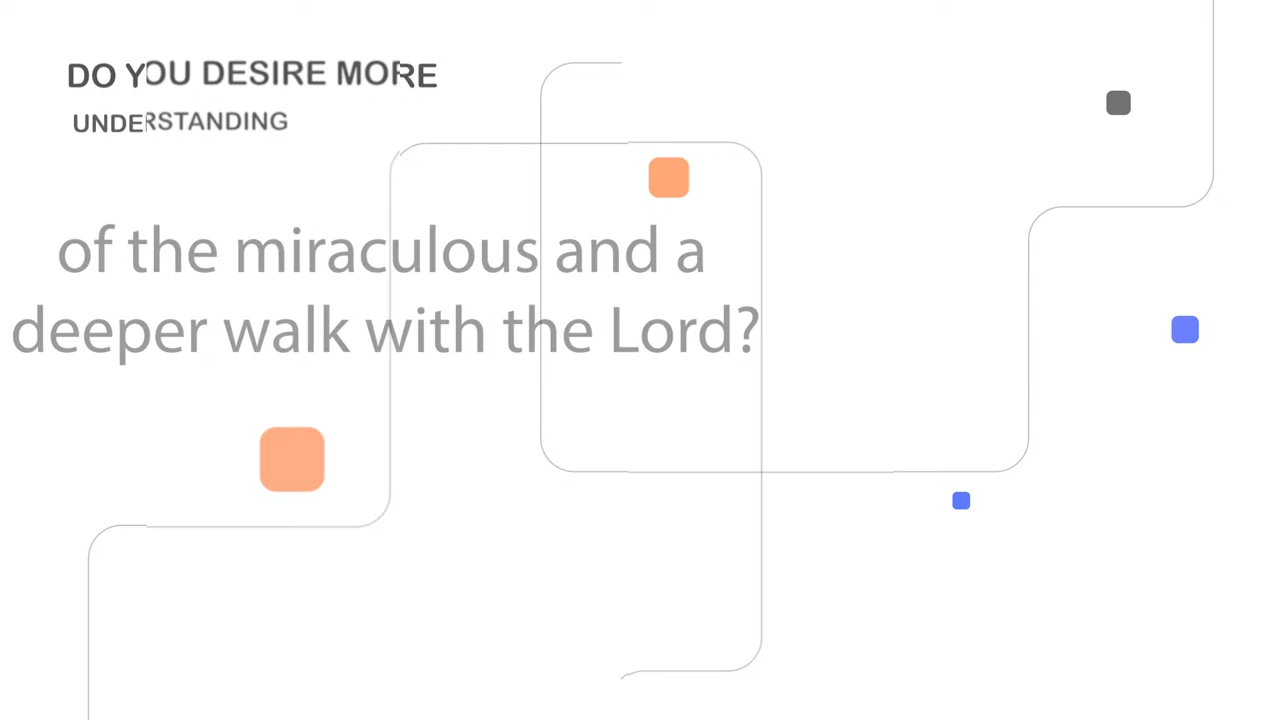 DO YOU DESIRE MORE
UNDERSTANDING
of the miraculous and a
deeper walk with the Lord?